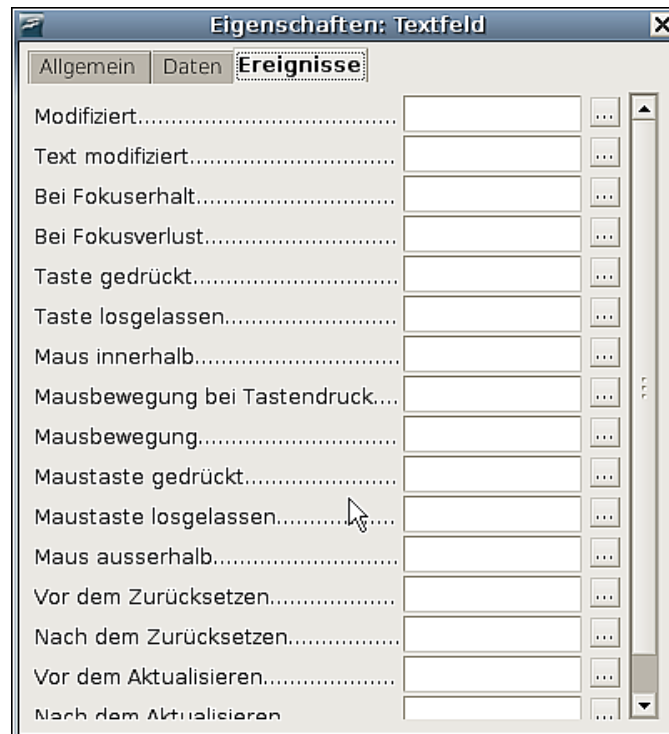 Eigenschaften: Textfeld
Allgemein Daten Ereignisse
Modifiziert....................................... ...
Text modifiziert............................... ...
Bei Fokuserhalt.............................. ...
Bei Fokusverlust............................. ...
Taste gedrückt............................... ...
Taste losgelassen.......................... ...
Maus innerhalb............................... ...
Mausbewegung bei Tastendruck.... ...
Mausbewegung.............................. ...
Maustaste gedrückt....................... ...
Maustaste losgelassen.................. ...
Maus ausserhalb............................ ...
Vor dem Zurücksetzen................... ...
Nach dem Zurücksetzen................ ...
Vor dem Aktualisieren.................... ...
Nach dem Aktualisieren ...